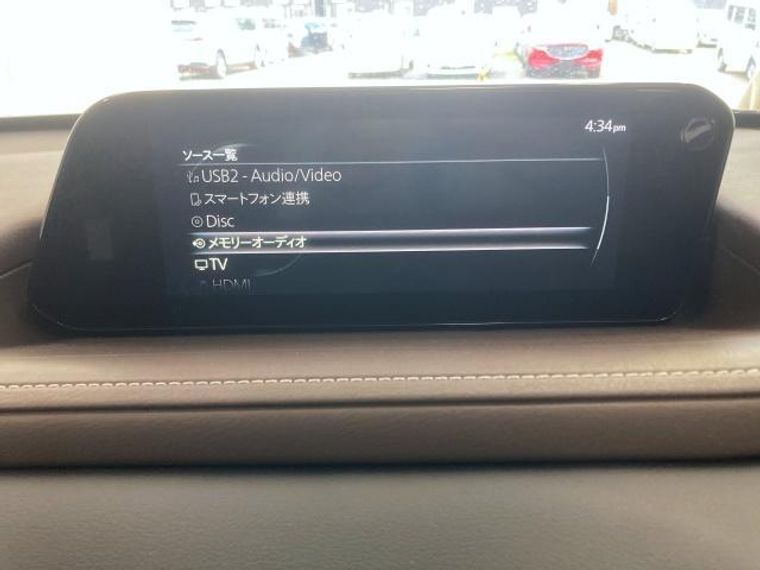 4:34pm
ソース一覧
USB2 - Audio/Video
スマートフォン連携
Disc
メモリーオーディオ
TV
HDMI